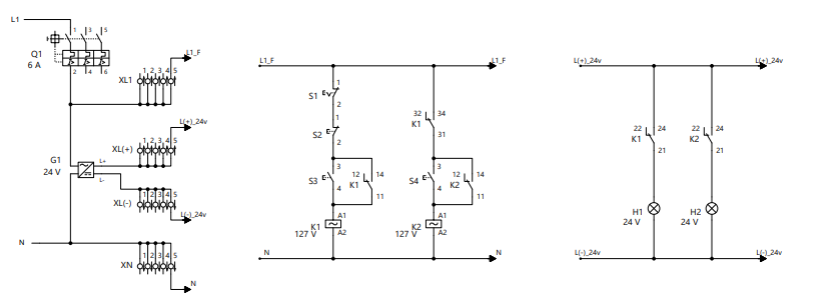 L1
1 3 5
Q1
6 A
2 4 6
L1_F
1 2 3 4 5
XL1
L(+)_24v
1 2 3 4 5
XL(+)
G1
24 V
L+
L-
1 2 3 4 5
XL(-)
L(-)_24v
N
1 2 3 4 5
XN
N
L1_F
L1_F
1
S1
2
1
S2
2
3
S3
4
12 14
K1
11
K1
127 V
A1
A2
32 34
K1
31
3
S4
4
12 14
K2
11
K2
127 V
A1
A2
N
N
L(+)_24v
L(+)_24v
22 24
K1
21
22 24
K2
21
H1
24 V
H2
24 V
L(-)_24v
L(-)_24v